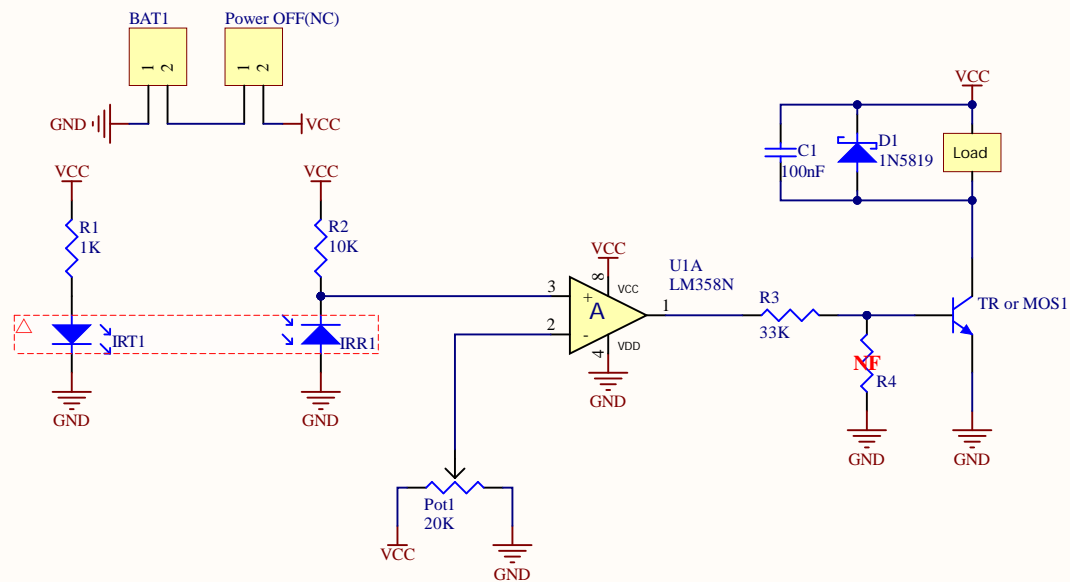 BAT1
Power OFF(NC)
1
2
1
2
GND
VCC
VCC
R1
1K
IRT1
GND
VCC
R2
10K
IRR1
GND
Pot1
20K
VCC
GND
VCC
8
VCC
3
+
A
2
-
VDD
4
GND
1
U1A
LM358N
R3
33K
NF
R4
GND
VCC
C1
100nF
D1
1N5819
Load
TR or MOS1
GND